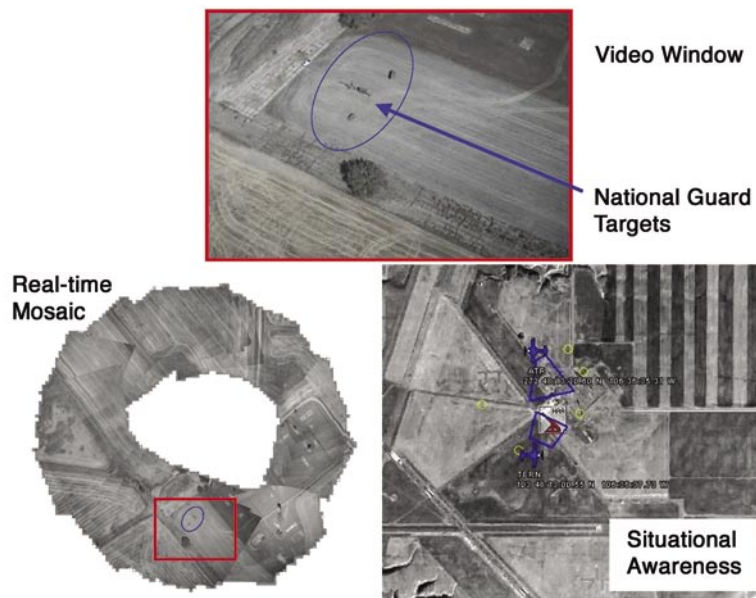 Video Window
National Guard
Targets
Real-time
Mosaic
ATR
TERN
Situational
Awareness